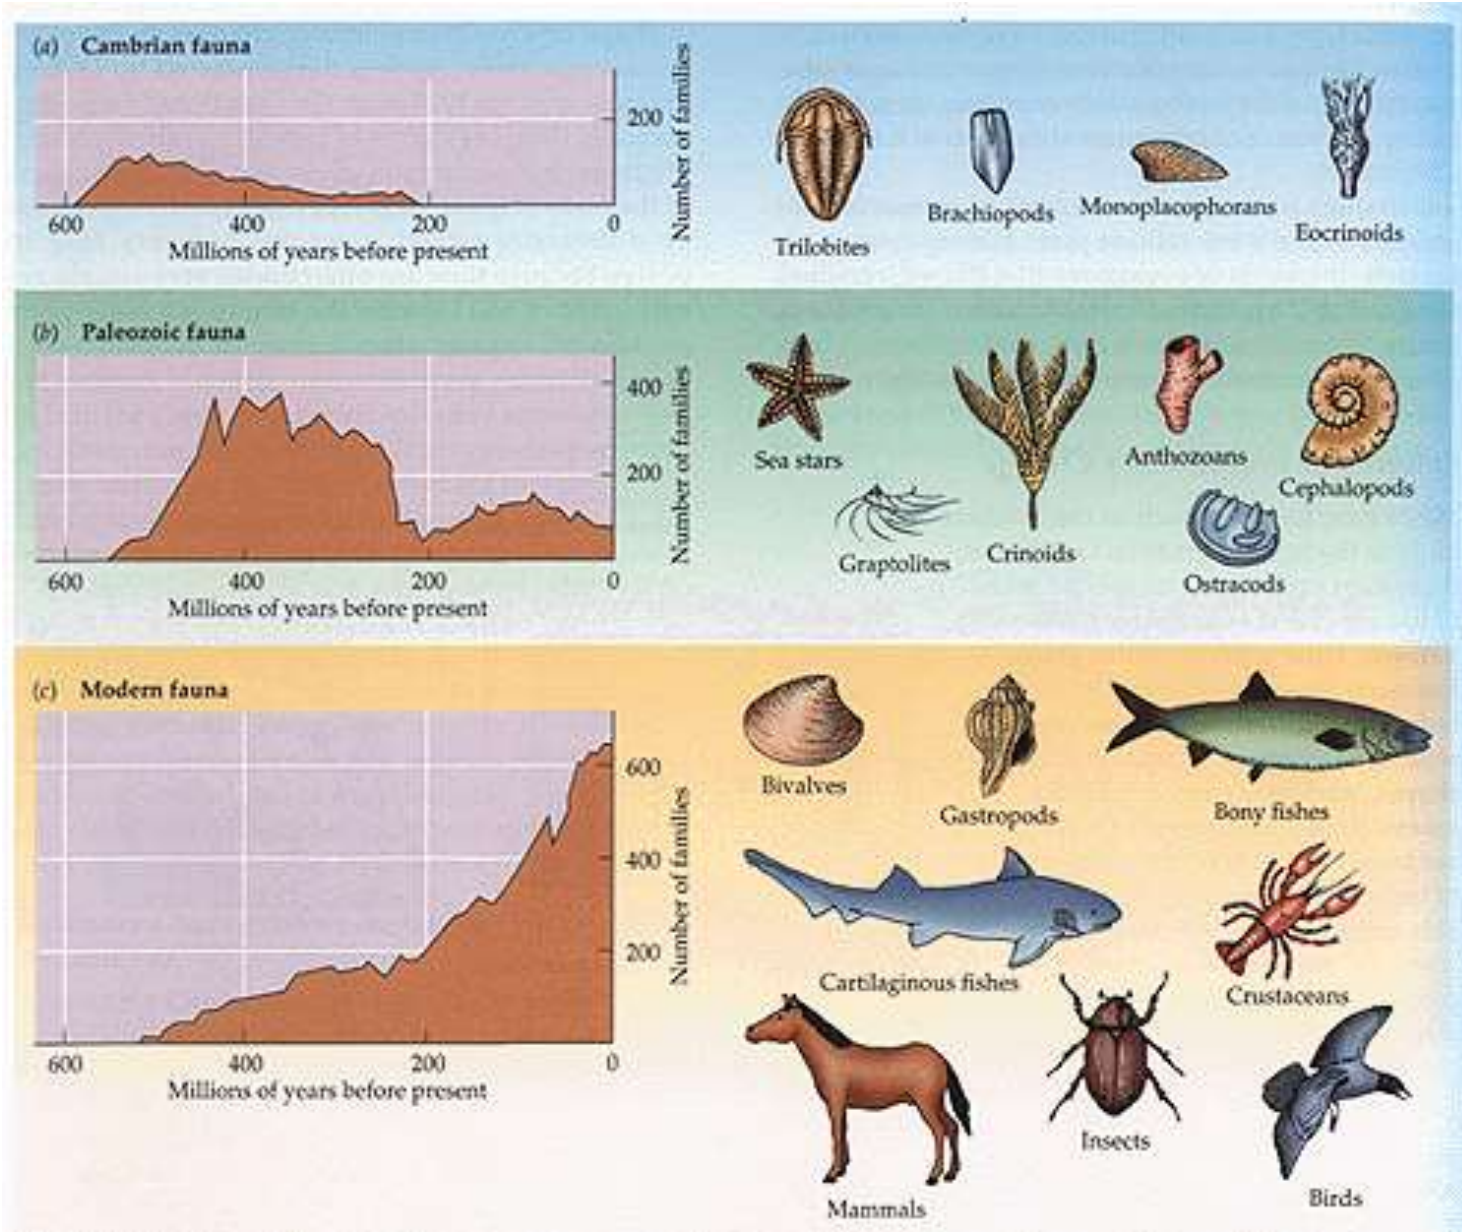 (a) Cambrian fauna
200
Number of families
600 400 200 0
Millions of years before present
Trilobites
Brachiopods
Monoplacophorans
Eocrinoids
(b) Paleozoic fauna
400
200
Number of families
600 400 200 0
Millions of years before present
Sea stars
Graptolites
Crinoids
Anthozoans
Cephalopods
Ostracods
(c) Modern fauna
600
400
200
Number of families
600 400 200 0
Millions of years before present
Bivalves
Gastropods
Bony fishes
Cartilaginous fishes
Crustaceans
Mammals
Insects
Birds